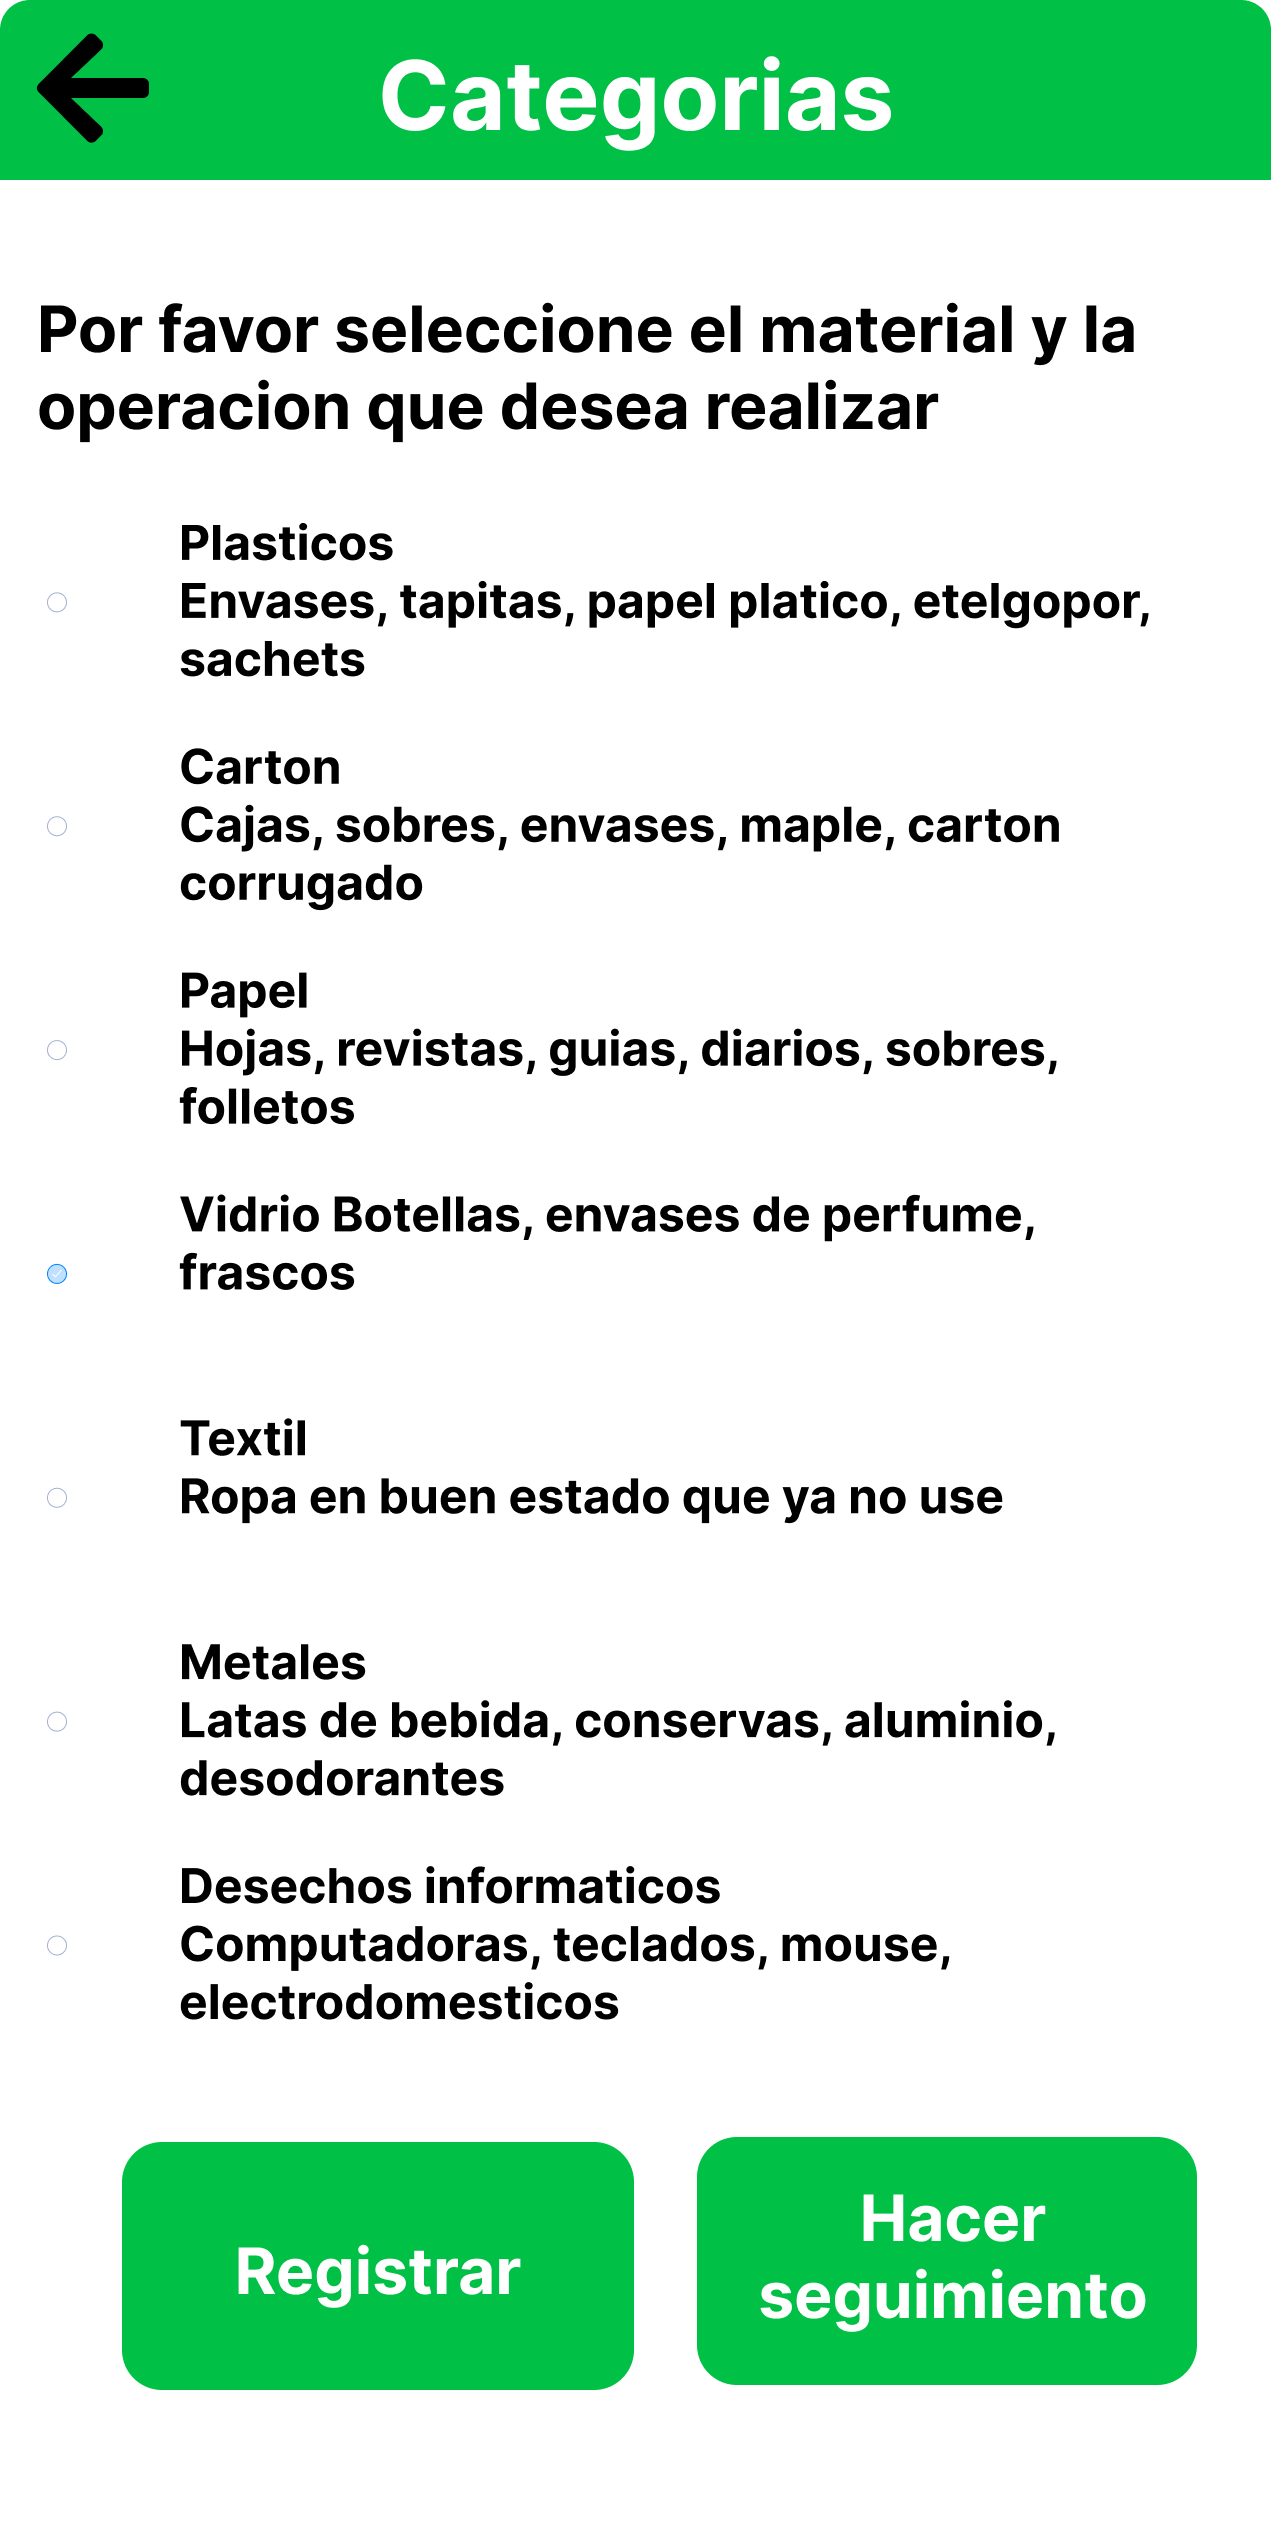 Categorias
Por favor seleccione el material y la
operacion que desea realizar
Plasticos
Envases, tapitas, papel platico, etelgopor,
sachets
Carton
Cajas, sobres, envases, maple, carton
corrugado
Papel
Hojas, revistas, guias, diarios, sobres,
folletos
Vidrio Botellas, envases de perfume,
frascos
Textil
Ropa en buen estado que ya no use
Metales
Latas de bebida, conservas, aluminio,
desodorantes
Desechos informaticos
Computadoras, teclados, mouse,
electrodomesticos
Registrar
Hacer
seguimiento